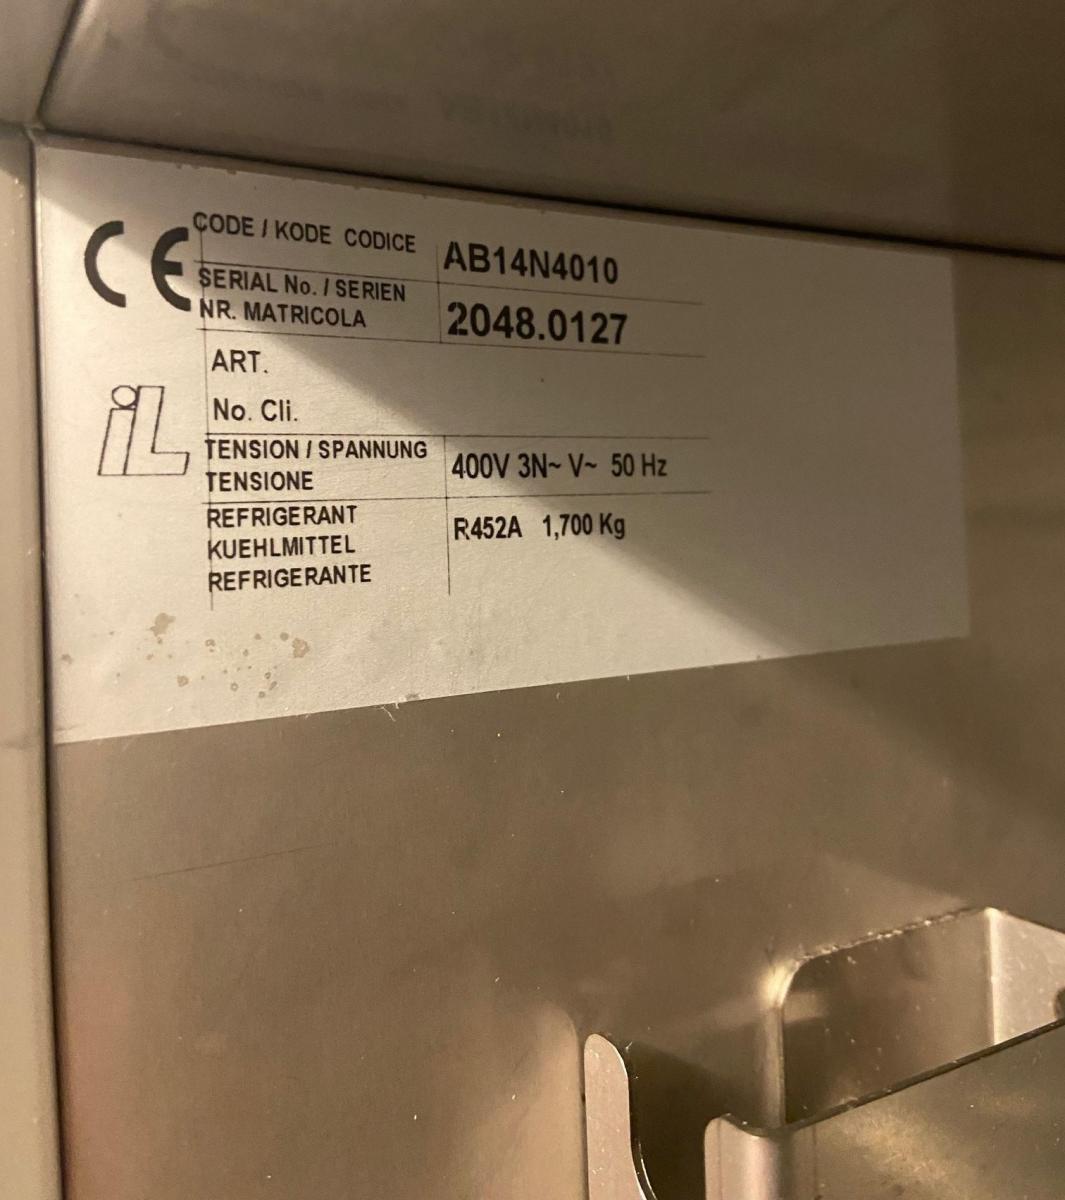 CE
CODE / KODE CODICE AB14N4010
SERIAL No. / SERIEN
NR. MATRICOLA 2048.0127
ART.
No. Cli.
iL
TENSION / SPANNUNG
TENSIONE 400V 3N~ V~ 50 Hz
REFRIGERANT R452A 1,700 Kg
KUEHLMITTEL
REFRIGERANTE